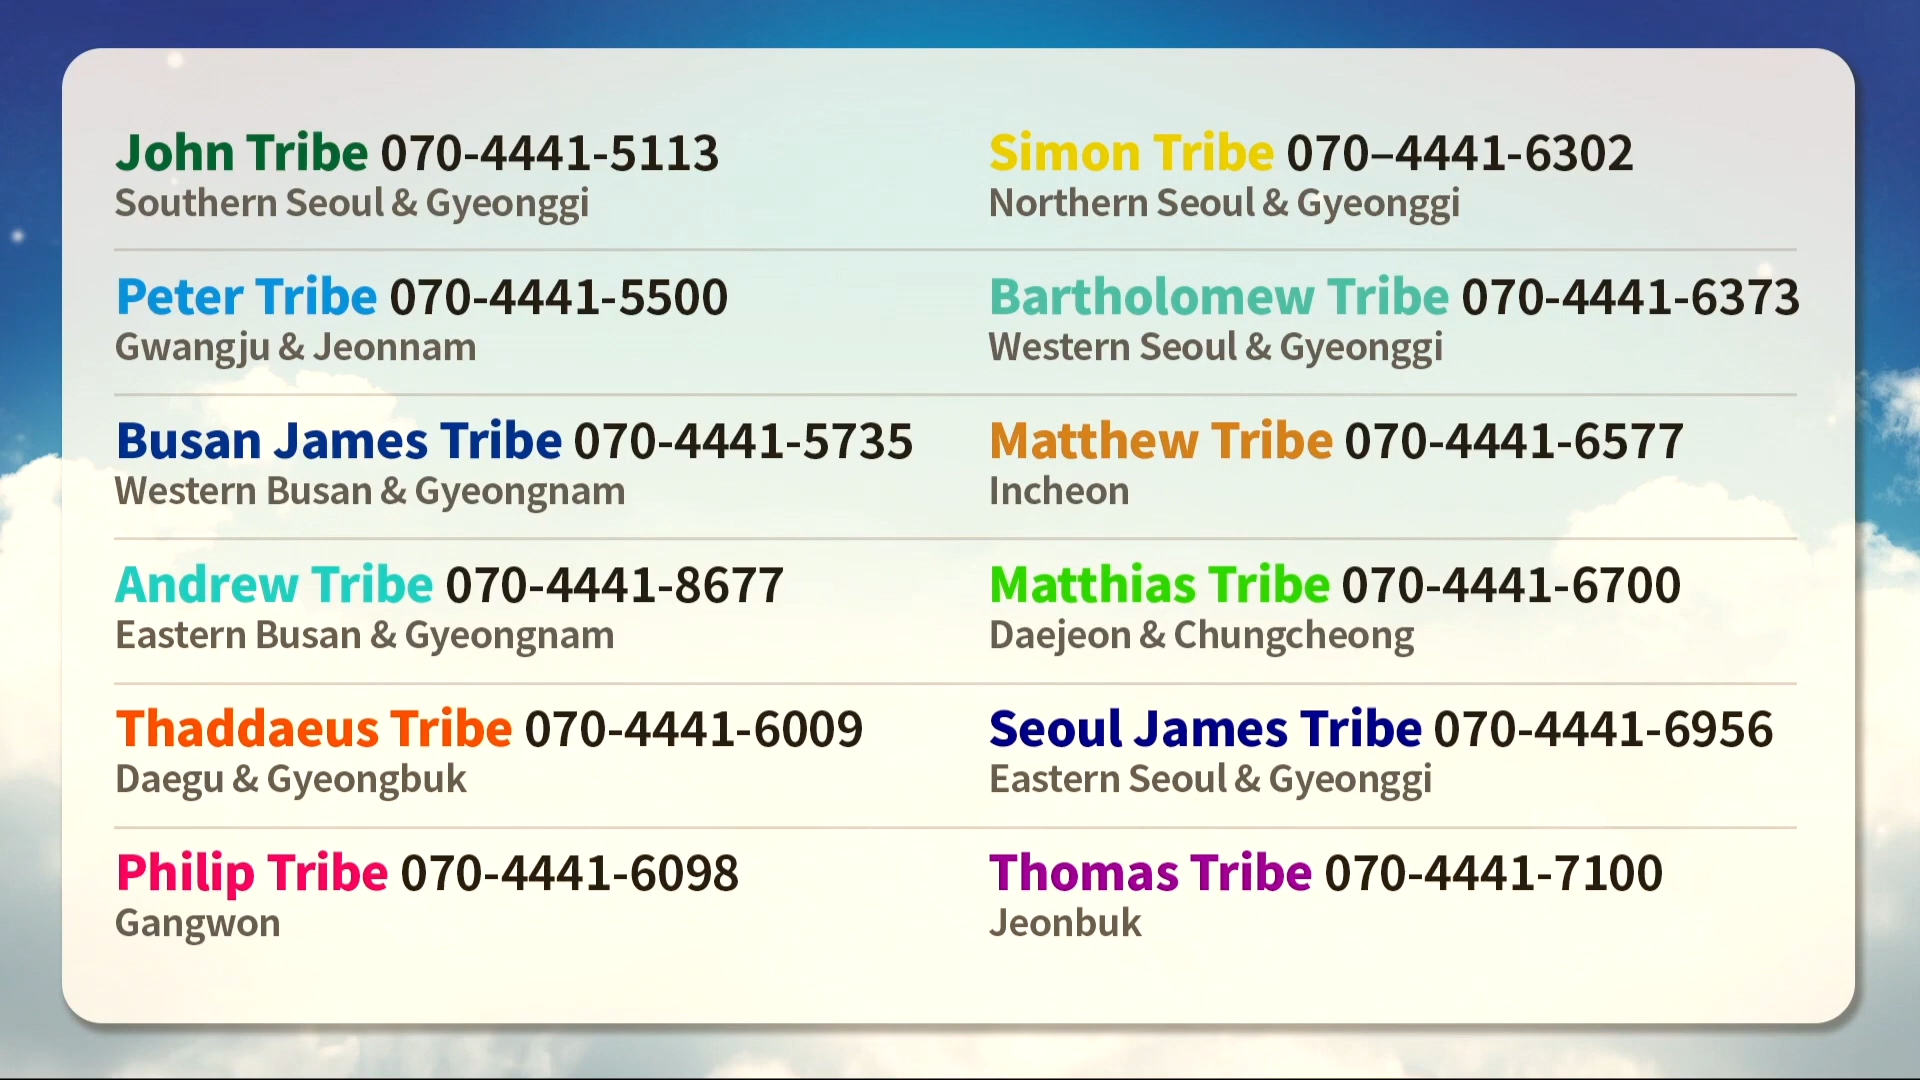 John Tribe 070-4441-5113
Southern Seoul & Gyeonggi
Simon Tribe 070–4441-6302
Northern Seoul & Gyeonggi
Peter Tribe 070-4441-5500
Gwangju & Jeonnam
Bartholomew Tribe 070-4441-6373
Western Seoul & Gyeonggi
Busan James Tribe 070-4441-5735
Western Busan & Gyeongnam
Matthew Tribe 070-4441-6577
Incheon
Andrew Tribe 070-4441-8677
Eastern Busan & Gyeongnam
Matthias Tribe 070-4441-6700
Daejeon & Chungcheong
Thaddaeus Tribe 070-4441-6009
Daegu & Gyeongbuk
Seoul James Tribe 070-4441-6956
Eastern Seoul & Gyeonggi
Philip Tribe 070-4441-6098
Gangwon
Thomas Tribe 070-4441-7100
Jeonbuk